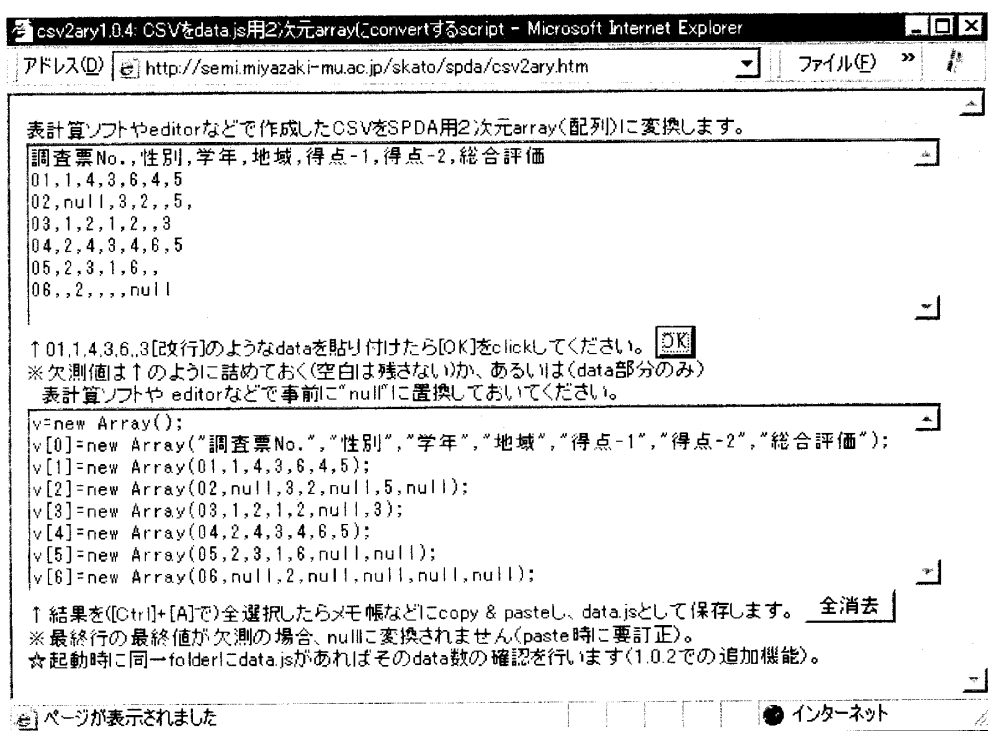 csv2ary1.0.4: CSVをdata.js用2次元arrayにconvertするscript - Microsoft Internet Explorer
アドレス(D) http://semi.miyazaki-mu.ac.jp/skato/spda/csv2ary.htm ファイル(F) »
表計算ソフトやeditorなどで作成したCSVをSPDA用2次元array(配列)に変換します。
調査票No.,性別,学年,地域,得点-1,得点-2,総合評価
01,1,4,3,6,4,5
02,null,3,2,,5,
03,1,2,1,2,,3
04,2,4,3,4,6,5
05,2,3,1,6,,
06,,2,,,,null
↑01,1,4,3,6,,3[改行]のようなdataを貼り付けたら[OK]をclickしてください。 OK
※欠測値は↑のように詰めておく(空白は残さない)か、あるいは(data部分のみ)
表計算ソフトや editorなどで事前に"null"に置換しておいてください。
v=new Array();
v[0]=new Array("調査票No.","性別","学年","地域","得点-1","得点-2","総合評価");
v[1]=new Array(01,1,4,3,6,4,5);
v[2]=new Array(02,null,3,2,null,5,null);
v[3]=new Array(03,1,2,1,2,null,3);
v[4]=new Array(04,2,4,3,4,6,5);
v[5]=new Array(05,2,3,1,6,null,null);
v[6]=new Array(06,null,2,null,null,null,null);
↑結果を([Ctrl]+[A]で)全選択したらメモ帳などにcopy & pasteし、data.jsとして保存します。 全消去
※最終行の最終値が欠測の場合、nullに変換されません(paste時に要訂正)。
☆起動時に同一folderにdata.jsがあればそのdata数の確認を行います(1.0.2での追加機能)。
ページが表示されました インターネット